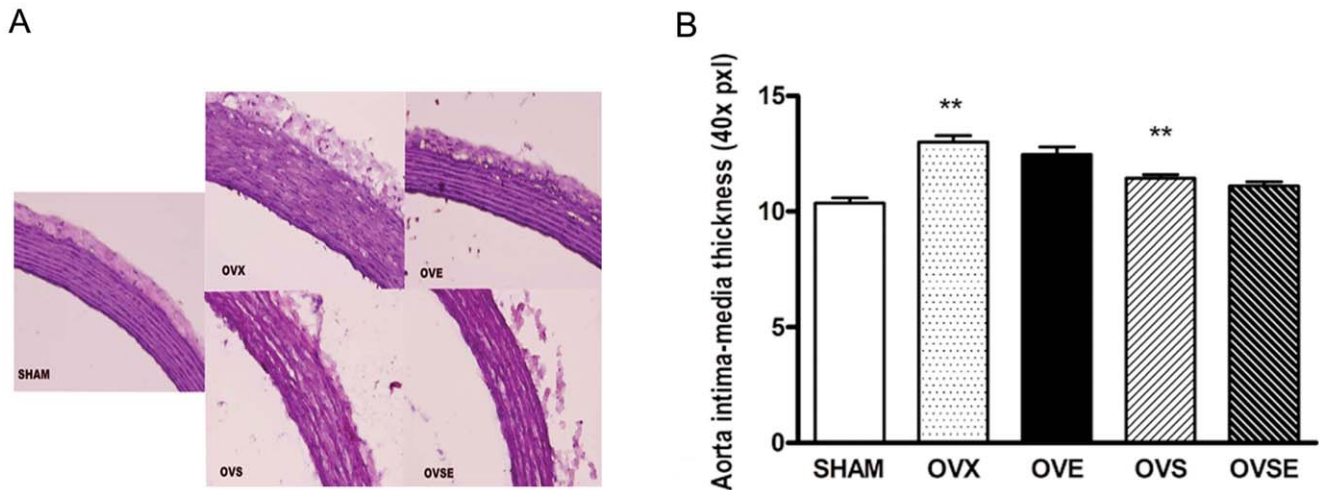 A
SHAM
OVX
OVE
OVS
OVSE
B
Aorta intima-media thickness (40x pxl)
15
10
5
0
**
**
SHAM OVX OVE OVS OVSE